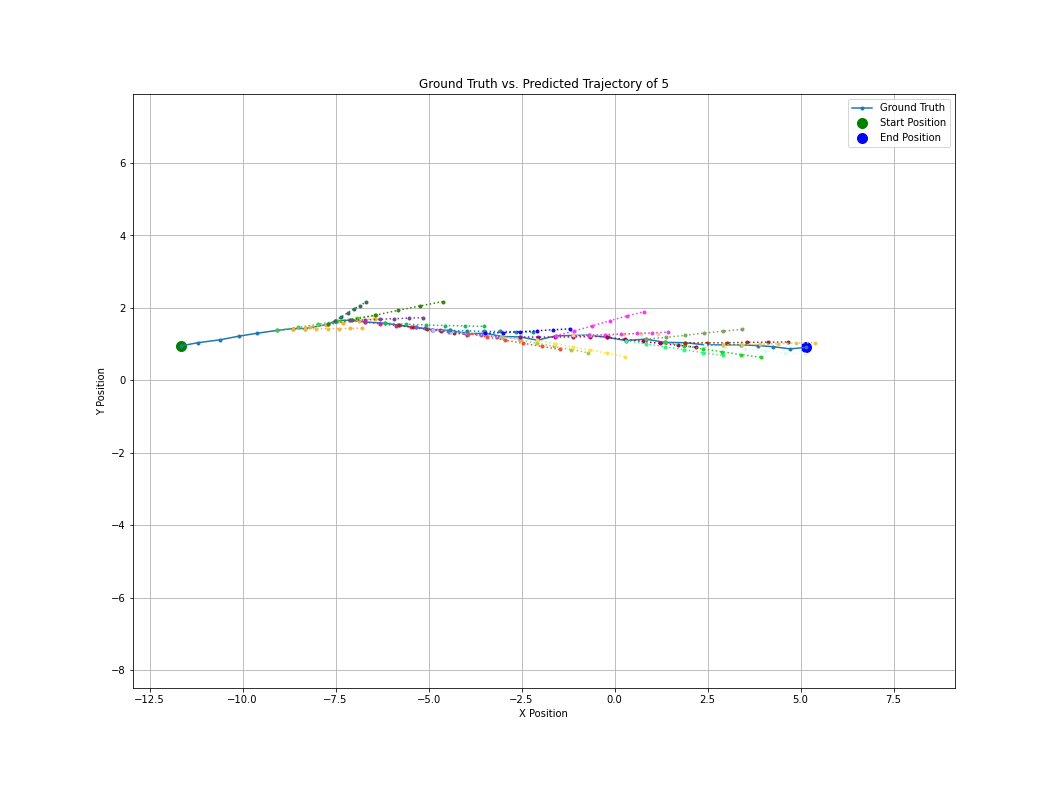 Ground Truth vs. Predicted Trajectory of 5
Ground Truth
Start Position
End Position
Y Position
6
4
2
0
−2
−4
−6
−8
−12.5 −10.0 −7.5 −5.0 −2.5 0.0 2.5 5.0 7.5
X Position